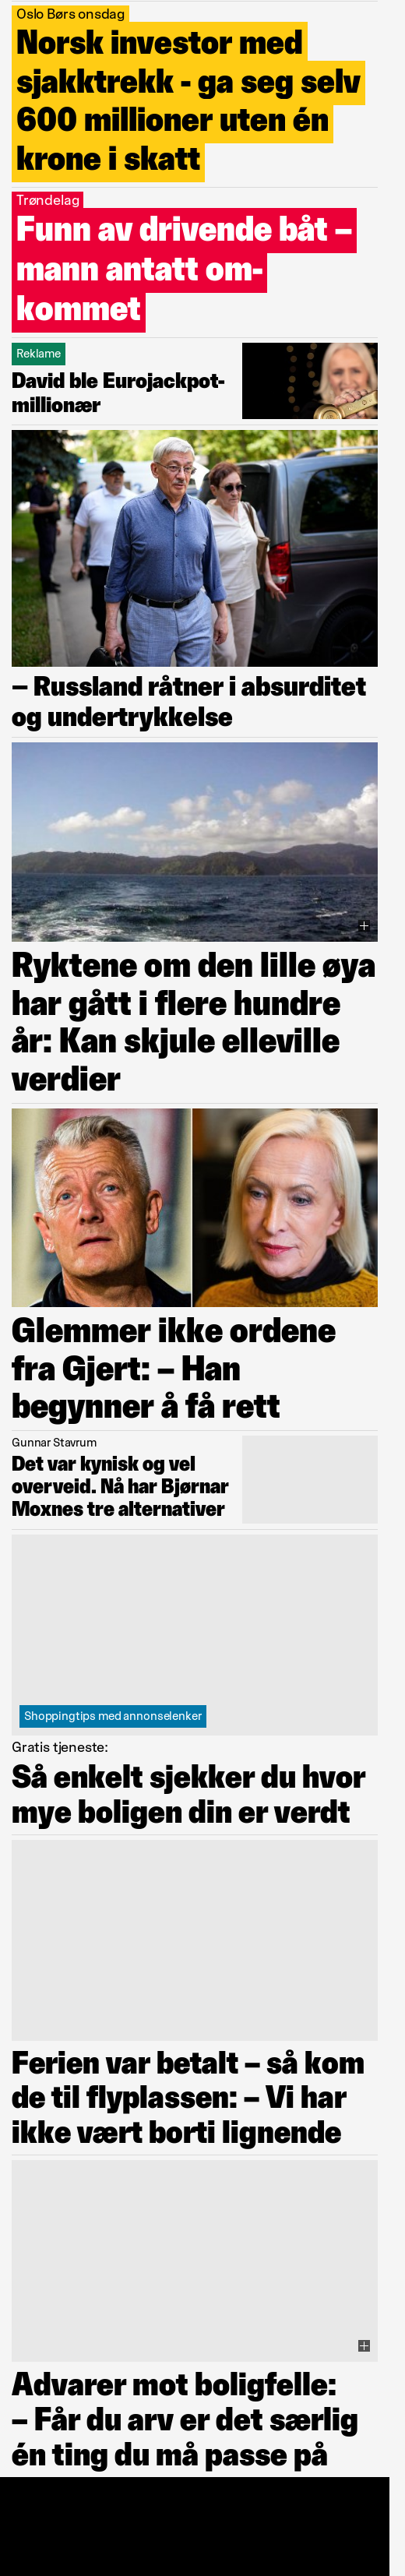 Oslo Børs onsdag
Norsk investor med
sjakktrekk - ga seg selv
600 millioner uten én
krone i skatt
Trøndelag
Funn av drivende båt –
mann antatt om-
kommet
Reklame
David ble Eurojackpot-
millionær
– Russland råtner i absurditet
og undertrykkelse
Ryktene om den lille øya
har gått i flere hundre
år: Kan skjule elleville
verdier
Glemmer ikke ordene
fra Gjert: – Han
begynner å få rett
Gunnar Stavrum
Det var kynisk og vel
overveid. Nå har Bjørnar
Moxnes tre alternativer
Shoppingtips med annonselenker
Gratis tjeneste:
Så enkelt sjekker du hvor
mye boligen din er verdt
Ferien var betalt – så kom
de til flyplassen: – Vi har
ikke vært borti lignende
Advarer mot boligfelle:
– Får du arv er det særlig
én ting du må passe på